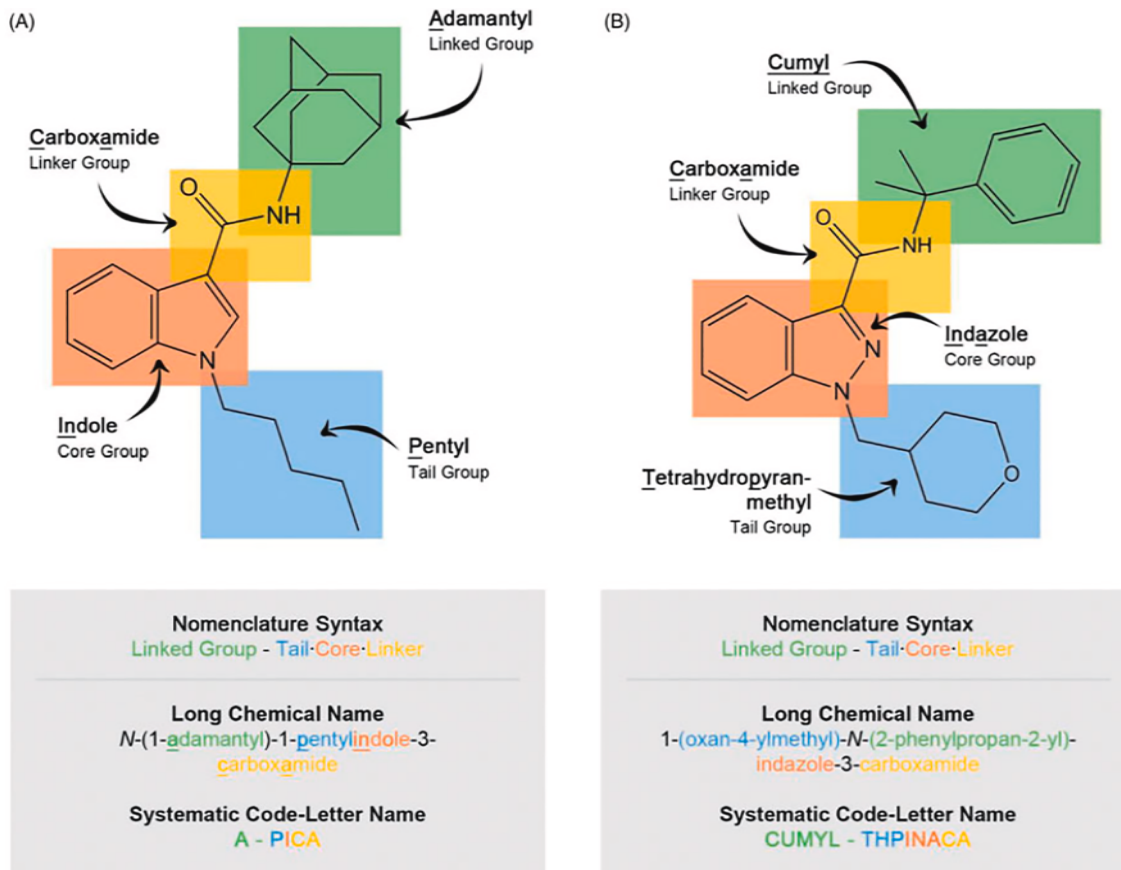 (A)
Adamantyl
Linked Group
Carboxamide
Linker Group
O
NH
N
Indole
Core Group
Pentyl
Tail Group
Nomenclature Syntax
Linked Group - Tail·Core·Linker
Long Chemical Name
N-(1-adamantyl)-1-pentylindole-3-
carboxamide
Systematic Code-Letter Name
A - PICA
(B)
Cumyl
Linked Group
Carboxamide
Linker Group
O
NH
Indazole
Core Group
N
N
Tetrahydropyran-
methyl
Tail Group
O
Nomenclature Syntax
Linked Group - Tail·Core·Linker
Long Chemical Name
1-(oxan-4-ylmethyl)-N-(2-phenylpropan-2-yl)-
indazole-3-carboxamide
Systematic Code-Letter Name
CUMYL - THPINACA